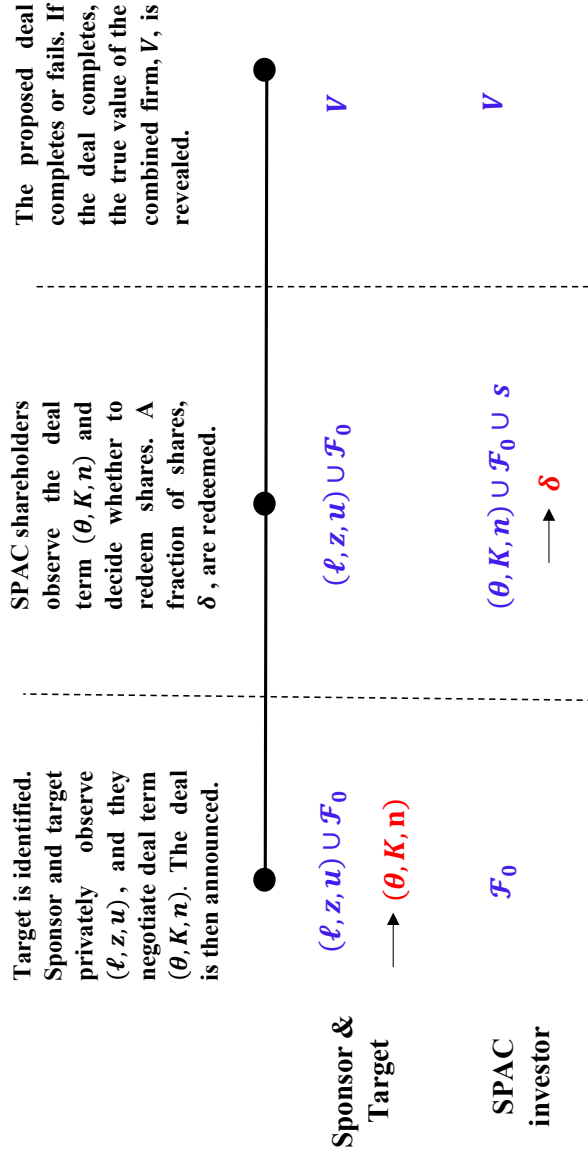 Target is identified.
Sponsor and target
privately observe
(ℓ, z, u), and they
negotiate deal term
(θ, K, n). The deal
is then announced.
SPAC shareholders
observe the deal
term (θ, K, n) and
decide whether to
redeem shares. A
fraction of shares,
δ, are redeemed.
The proposed deal
completes or fails. If
the deal completes,
the true value of the
combined firm, V, is
revealed.
Sponsor &
Target
(ℓ, z, u) ∪ ℱ₀
→ (θ, K, n)
(ℓ, z, u) ∪ ℱ₀
V
SPAC
investor
ℱ₀
(θ, K, n) ∪ ℱ₀ ∪ s
→ δ
V